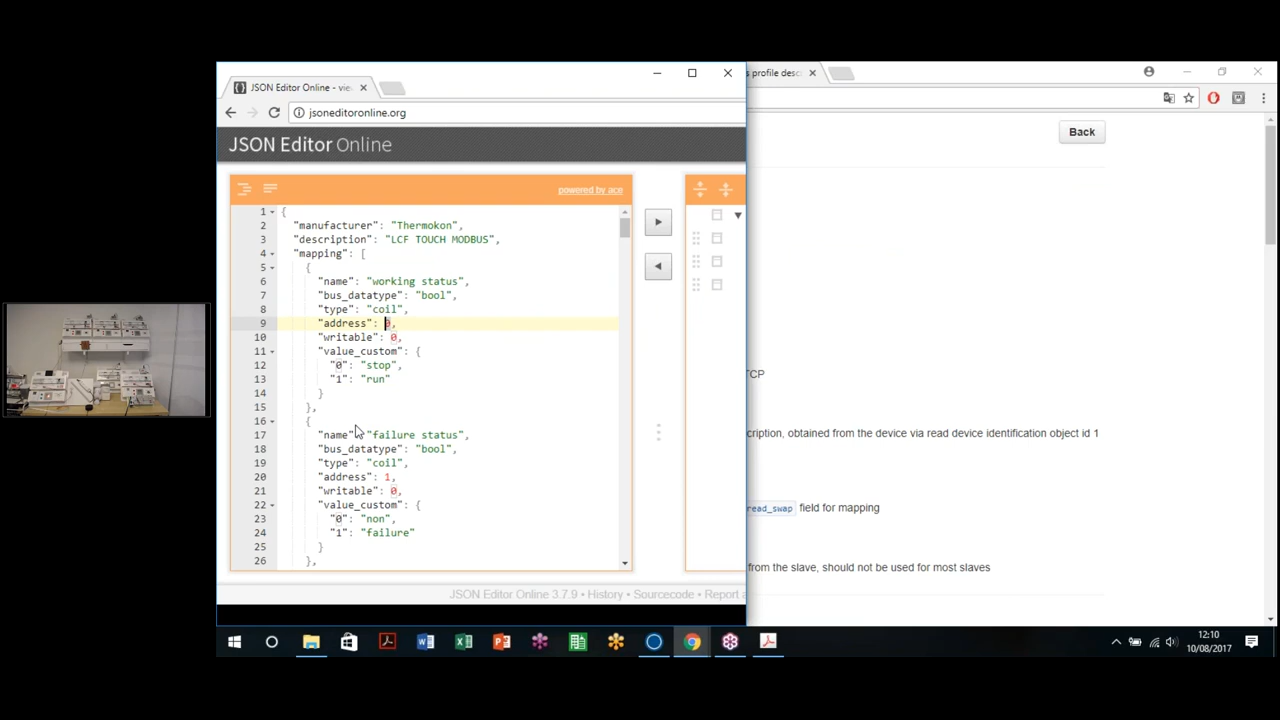 JSON Editor Online - vie
s profile desc
jsoneditoronline.org
JSON Editor Online
Back
powered by ace
1 {
2 "manufacturer": "Thermokon",
3 "description": "LCF TOUCH MODBUS",
4 "mapping": [
5 {
6 "name": "working status",
7 "bus_datatype": "bool",
8 "type": "coil",
9 "address": 0,
10 "writable": 0,
11 "value_custom": {
12 "0": "stop",
13 "1": "run"
14 }
15 },
16 {
17 "name": "failure status",
18 "bus_datatype": "bool",
19 "type": "coil",
20 "address": 1,
21 "writable": 0,
22 "value_custom": {
23 "0": "non",
24 "1": "failure"
25 }
26 },
TCP
cription, obtained from the device via read device identification object id 1
read_swap field for mapping
from the slave, should not be used for most slaves
JSON Editor Online 3.7.9 • History • Sourcecode • Report a
12:10
10/08/2017